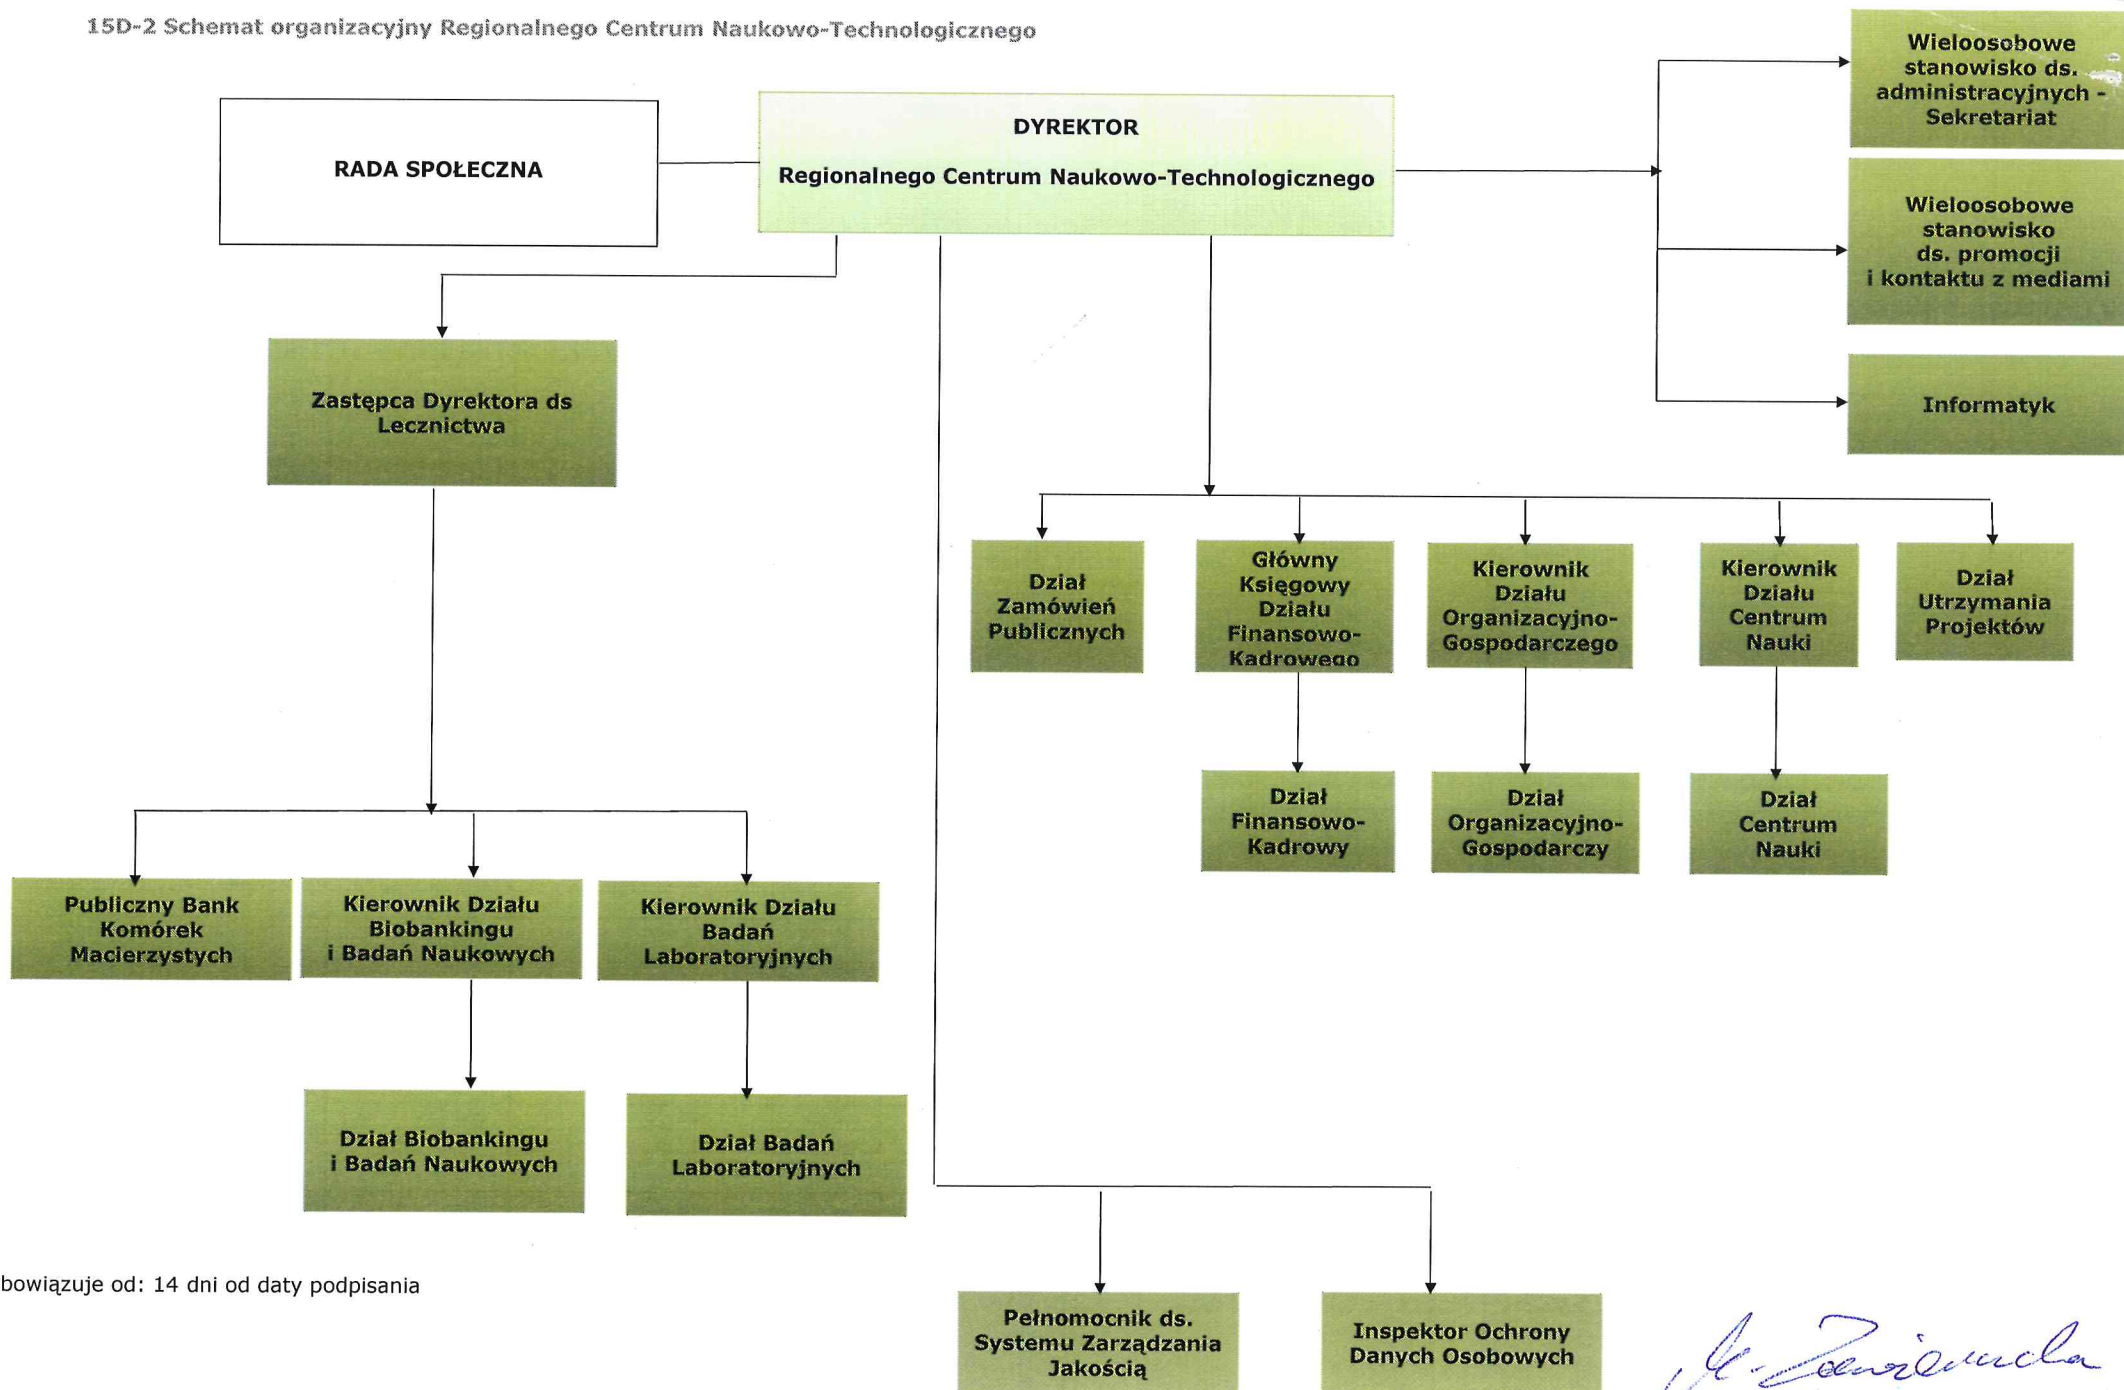 15D-2 Schemat organizacyjny Regionalnego Centrum Naukowo-Technologicznego
Wieloosobowe
stanowisko ds.
administracyjnych -
Sekretariat
RADA SPOŁECZNA
DYREKTOR
Regionalnego Centrum Naukowo-Technologicznego
Wieloosobowe
stanowisko
ds. promocji
i kontaktu z mediami
Informatyk
Zastępca Dyrektora ds
Lecznictwa
Dział
Zamówień
Publicznych
Główny
Księgowy
Działu
Finansowo-
Kadrowego
Kierownik
Działu
Organizacyjno-
Gospodarczego
Kierownik
Działu
Centrum
Nauki
Dział
Utrzymania
Projektów
Dział
Finansowo-
Kadrowy
Dział
Organizacyjno-
Gospodarczy
Dział
Centrum
Nauki
Publiczny Bank
Komórek
Macierzystych
Kierownik Działu
Biobankingu
i Badań Naukowych
Kierownik Działu
Badań
Laboratoryjnych
Dział Biobankingu
i Badań Naukowych
Dział Badań
Laboratoryjnych
bowiązuje od: 14 dni od daty podpisania
Pełnomocnik ds.
Systemu Zarządzania
Jakością
Inspektor Ochrony
Danych Osobowych